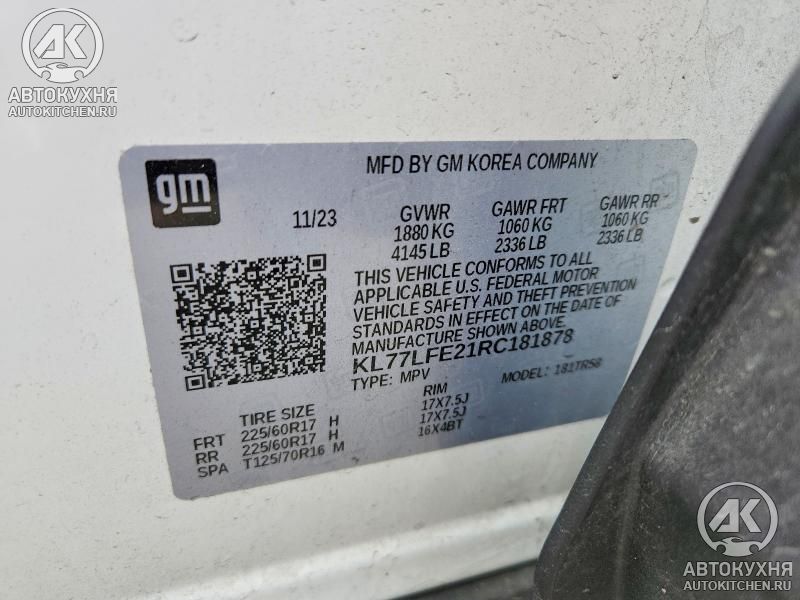 AK
АВТОКУХНЯ
AUTOKITCHEN.RU
gm
MFD BY GM KOREA COMPANY
11/23
GVWR
1880 KG
4145 LB
GAWR FRT
1060 KG
2336 LB
GAWR RR
1060 KG
2336 LB
THIS VEHICLE CONFORMS TO ALL
APPLICABLE U.S. FEDERAL MOTOR
VEHICLE SAFETY AND THEFT PREVENTION
STANDARDS IN EFFECT ON THE DATE OF
MANUFACTURE SHOWN ABOVE.
KL77LFE21RC181878
TYPE: MPV MODEL: 181TR58
TIRE SIZE RIM
FRT 225/60R17 H 17X7.5J
RR 225/60R17 H 17X7.5J
SPA T125/70R16 M 16X4BT
AK
АВТОКУХНЯ
AUTOKITCHEN.RU